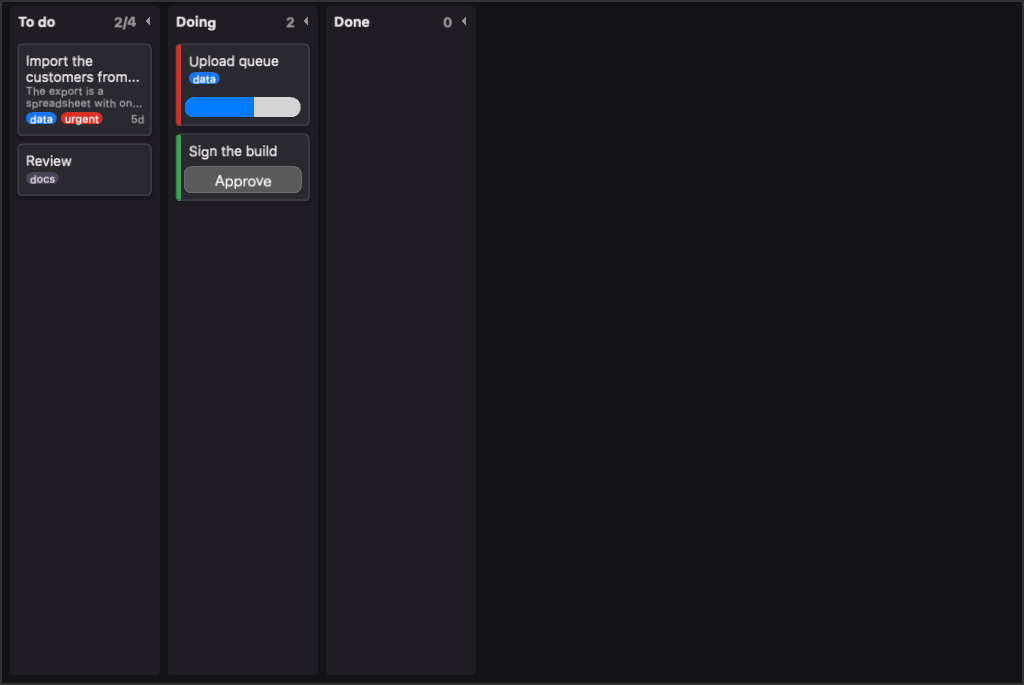 To do 2/4
Import the
customers from...
The export is a
spreadsheet with on...
data urgent 5d
Review
docs
Doing 2
Upload queue
data
Sign the build
Approve
Done 0